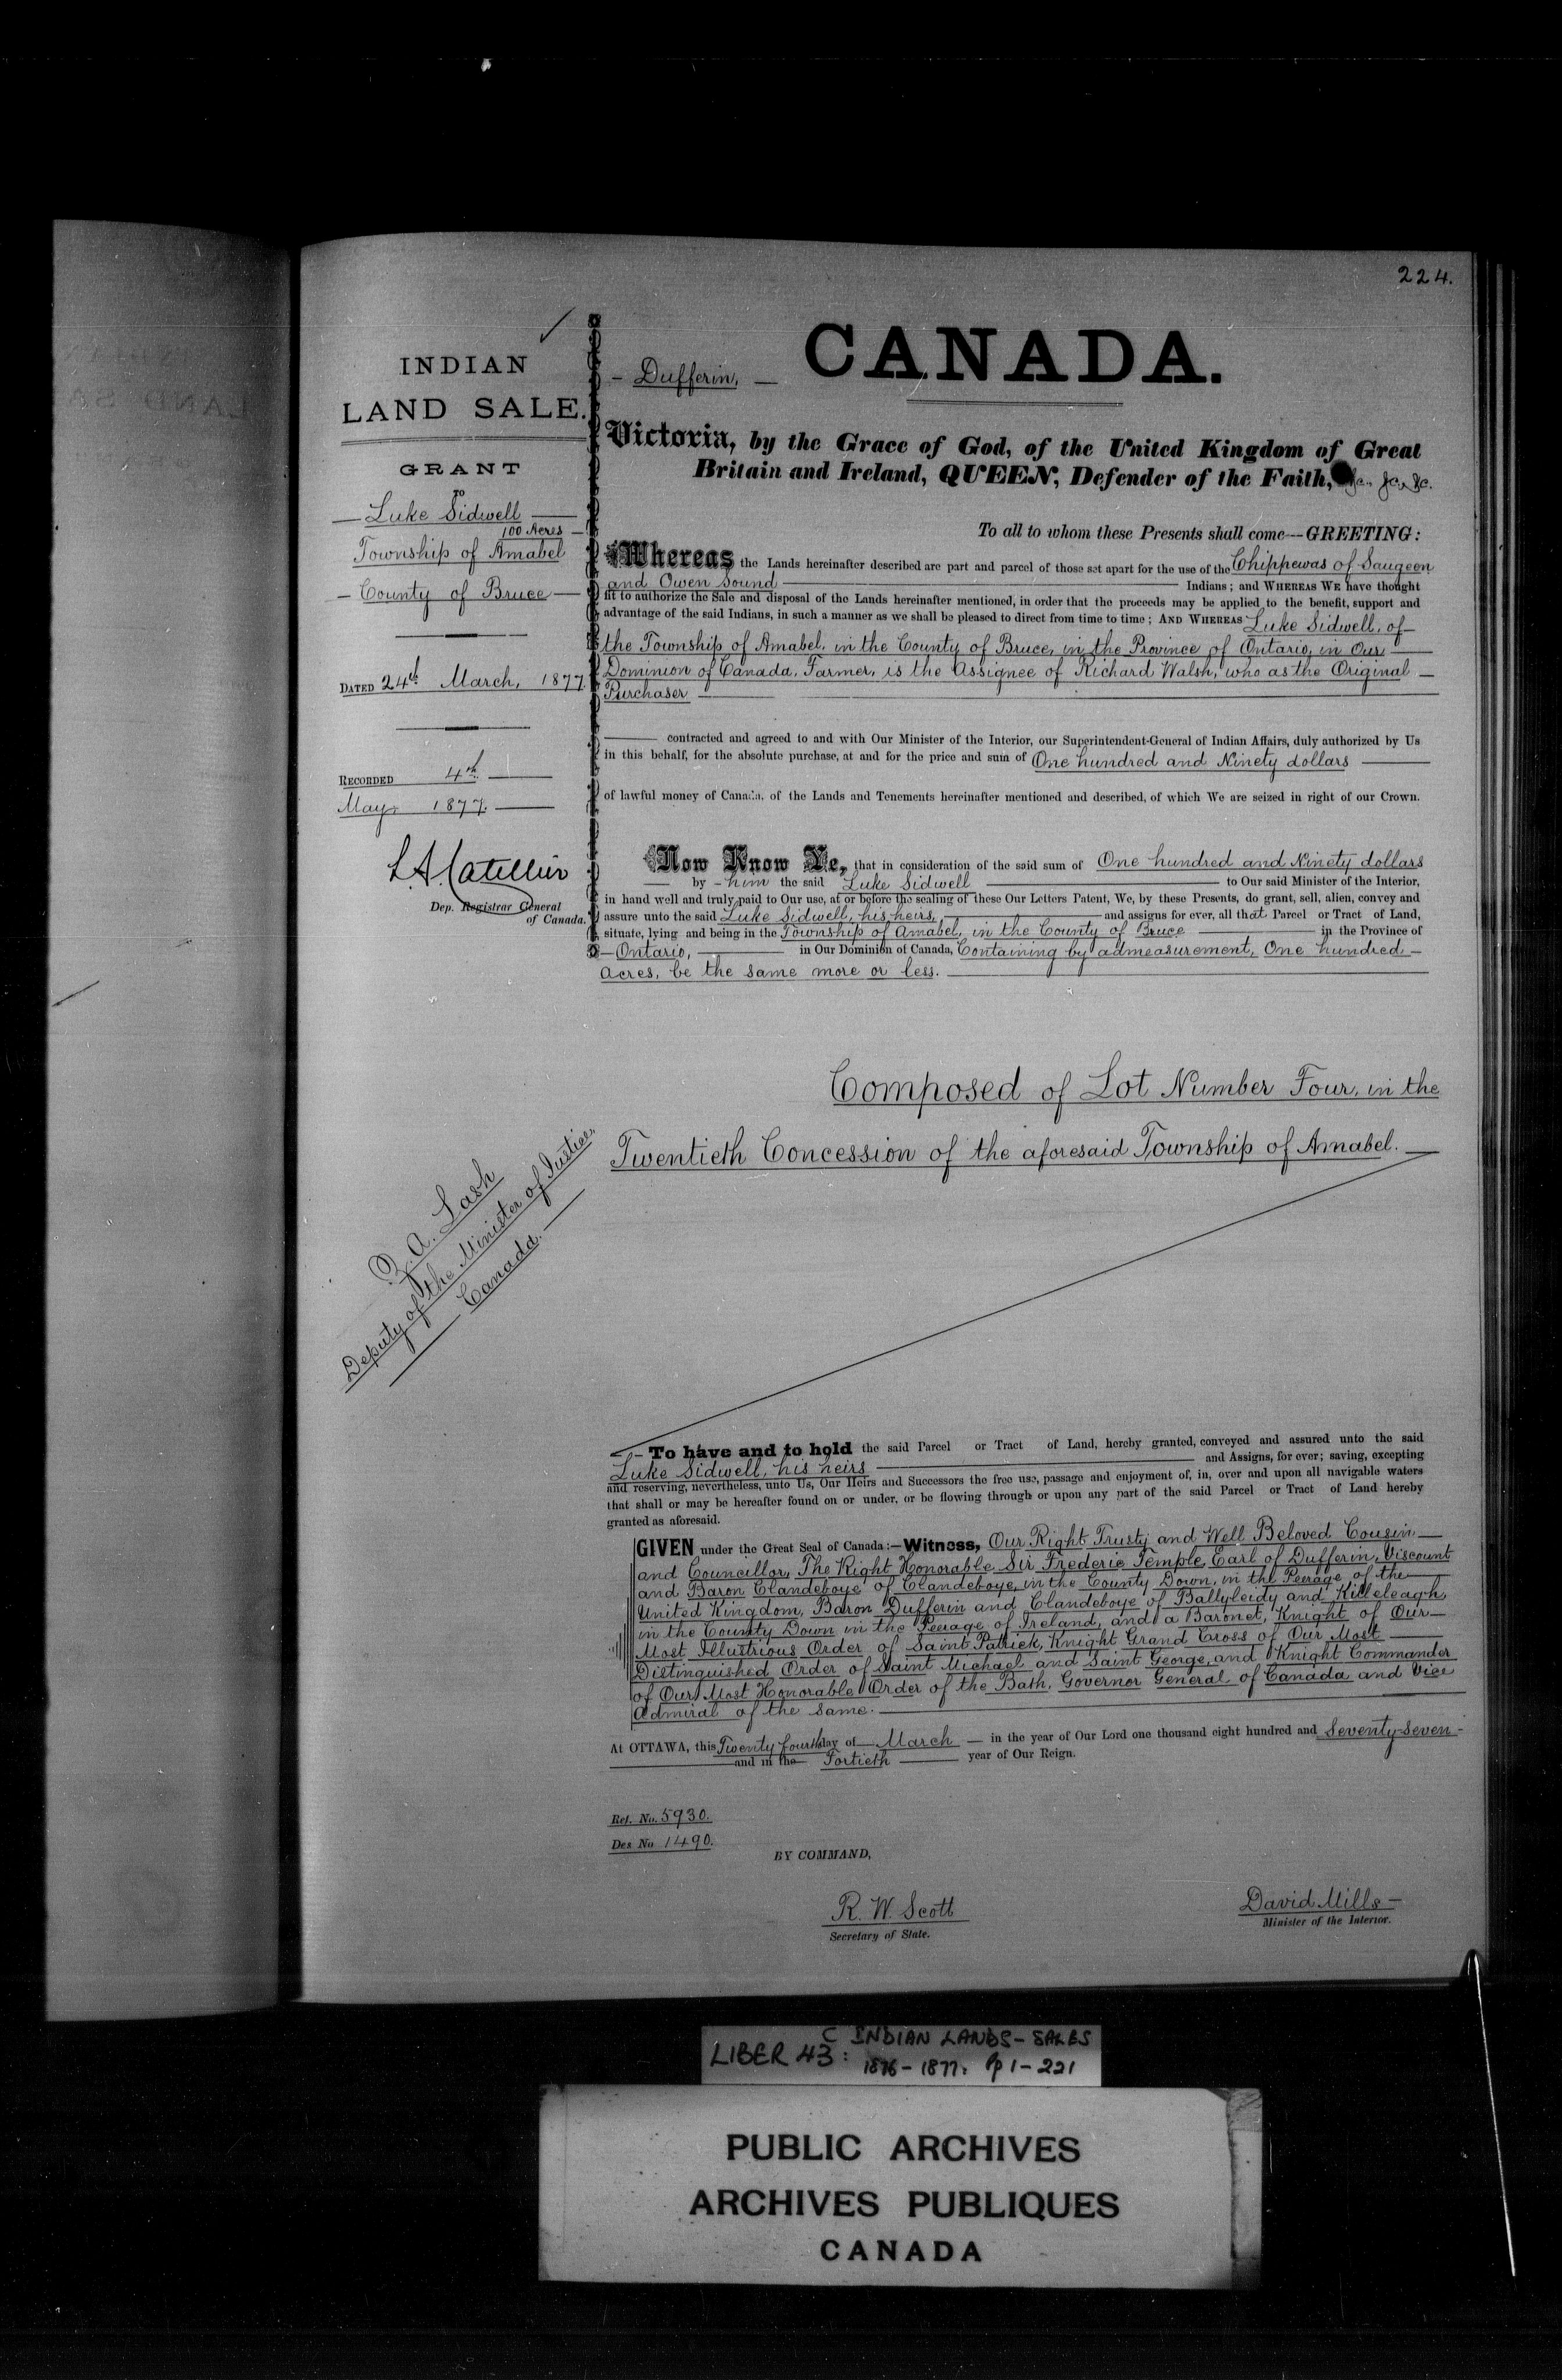 224.
INDIAN
LAND SALE.
GRANT
To
Luke Sidwell
100 Acres
Township of Amabel
County of Bruce
DATED 24th March, 1877.
RECORDED 4th
May, 1877.
L.A. Catellier
Dep. Registrar General
of Canada.
Z. A. Lash
Deputy of the Minister of Justice,
Canada.
- Dufferin, -
CANADA.
Victoria, by the Grace of God, of the United Kingdom of Great
Britain and Ireland, QUEEN, Defender of the Faith, &c., &c., &c.
To all to whom these Presents shall come---GREETING:
Whereas the Lands hereinafter described are part and parcel of those set apart for the use of the Chippewas of Saugeen
and Owen Sound Indians; and WHEREAS WE have thought
fit to authorize the Sale and disposal of the Lands hereinafter mentioned, in order that the proceeds may be applied to the benefit, support and
advantage of the said Indians, in such a manner as we shall be pleased to direct from time to time; AND WHEREAS Luke Sidwell, of
the Township of Amabel, in the County of Bruce, in the Province of Ontario, in Our
Dominion of Canada, Farmer, is the Assignee of Richard Walsh, who as the Original
Purchaser
contracted and agreed to and with Our Minister of the Interior, our Superintendent-General of Indian Affairs, duly authorized by Us
in this behalf, for the absolute purchase, at and for the price and sum of One hundred and Ninety dollars
of lawful money of Canada, of the Lands and Tenements hereinafter mentioned and described, of which We are seized in right of our Crown.
Now Know Ye, that in consideration of the said sum of One hundred and Ninety dollars
by - him the said Luke Sidwell to Our said Minister of the Interior,
in hand well and truly paid to Our use, at or before the sealing of these Our Letters Patent, We, by these Presents, do grant, sell, alien, convey and
assure unto the said Luke Sidwell, his heirs, and assigns for ever, all that Parcel or Tract of Land,
situate, lying and being in the Township of Amabel, in the County of Bruce in the Province of
Ontario, in Our Dominion of Canada, Containing by admeasurement, One hundred
acres, be the same more or less.
Composed of Lot Number Four, in the
Twentieth Concession of the aforesaid Township of Amabel.
To have and to hold the said Parcel or Tract of Land, hereby granted, conveyed and assured unto the said
Luke Sidwell, his heirs and Assigns, for ever; saving, excepting
and reserving, nevertheless, unto Us, Our Heirs and Successors the free use, passage and enjoyment of, in, over and upon all navigable waters
that shall or may be hereafter found on or under, or be flowing through or upon any part of the said Parcel or Tract of Land hereby
granted as aforesaid.
GIVEN under the Great Seal of Canada:—Witness, Our Right Trusty and Well Beloved Cousin
and Councillor, The Right Honorable Sir Frederic Temple, Earl of Dufferin, Viscount
and Baron Clandeboye of Clandeboye, in the County Down, in the Peerage of the
United Kingdom, Baron Dufferin and Clandeboye of Ballyleidy and Killeleagh,
in the County Down in the Peerage of Ireland, and a Baronet, Knight of Our
Most Illustrious Order of Saint Patrick, Knight Grand Cross of Our Most
Distinguished Order of Saint Michael and Saint George, and Knight Commander
of Our Most Honorable Order of the Bath, Governor General of Canada and Vice
Admiral of the same.
At OTTAWA, this Twenty fourth day of March in the year of Our Lord one thousand eight hundred and Seventy-Seven
and in the Fortieth year of Our Reign.
Ref. No. 5930.
Des No 1490.
BY COMMAND,
R. W. Scott
Secretary of State.
David Mills
Minister of the Interior.
LIBER 43: C INDIAN LANDS - SALES
1876 - 1877: pp 1 - 221
PUBLIC ARCHIVES
ARCHIVES PUBLIQUES
CANADA